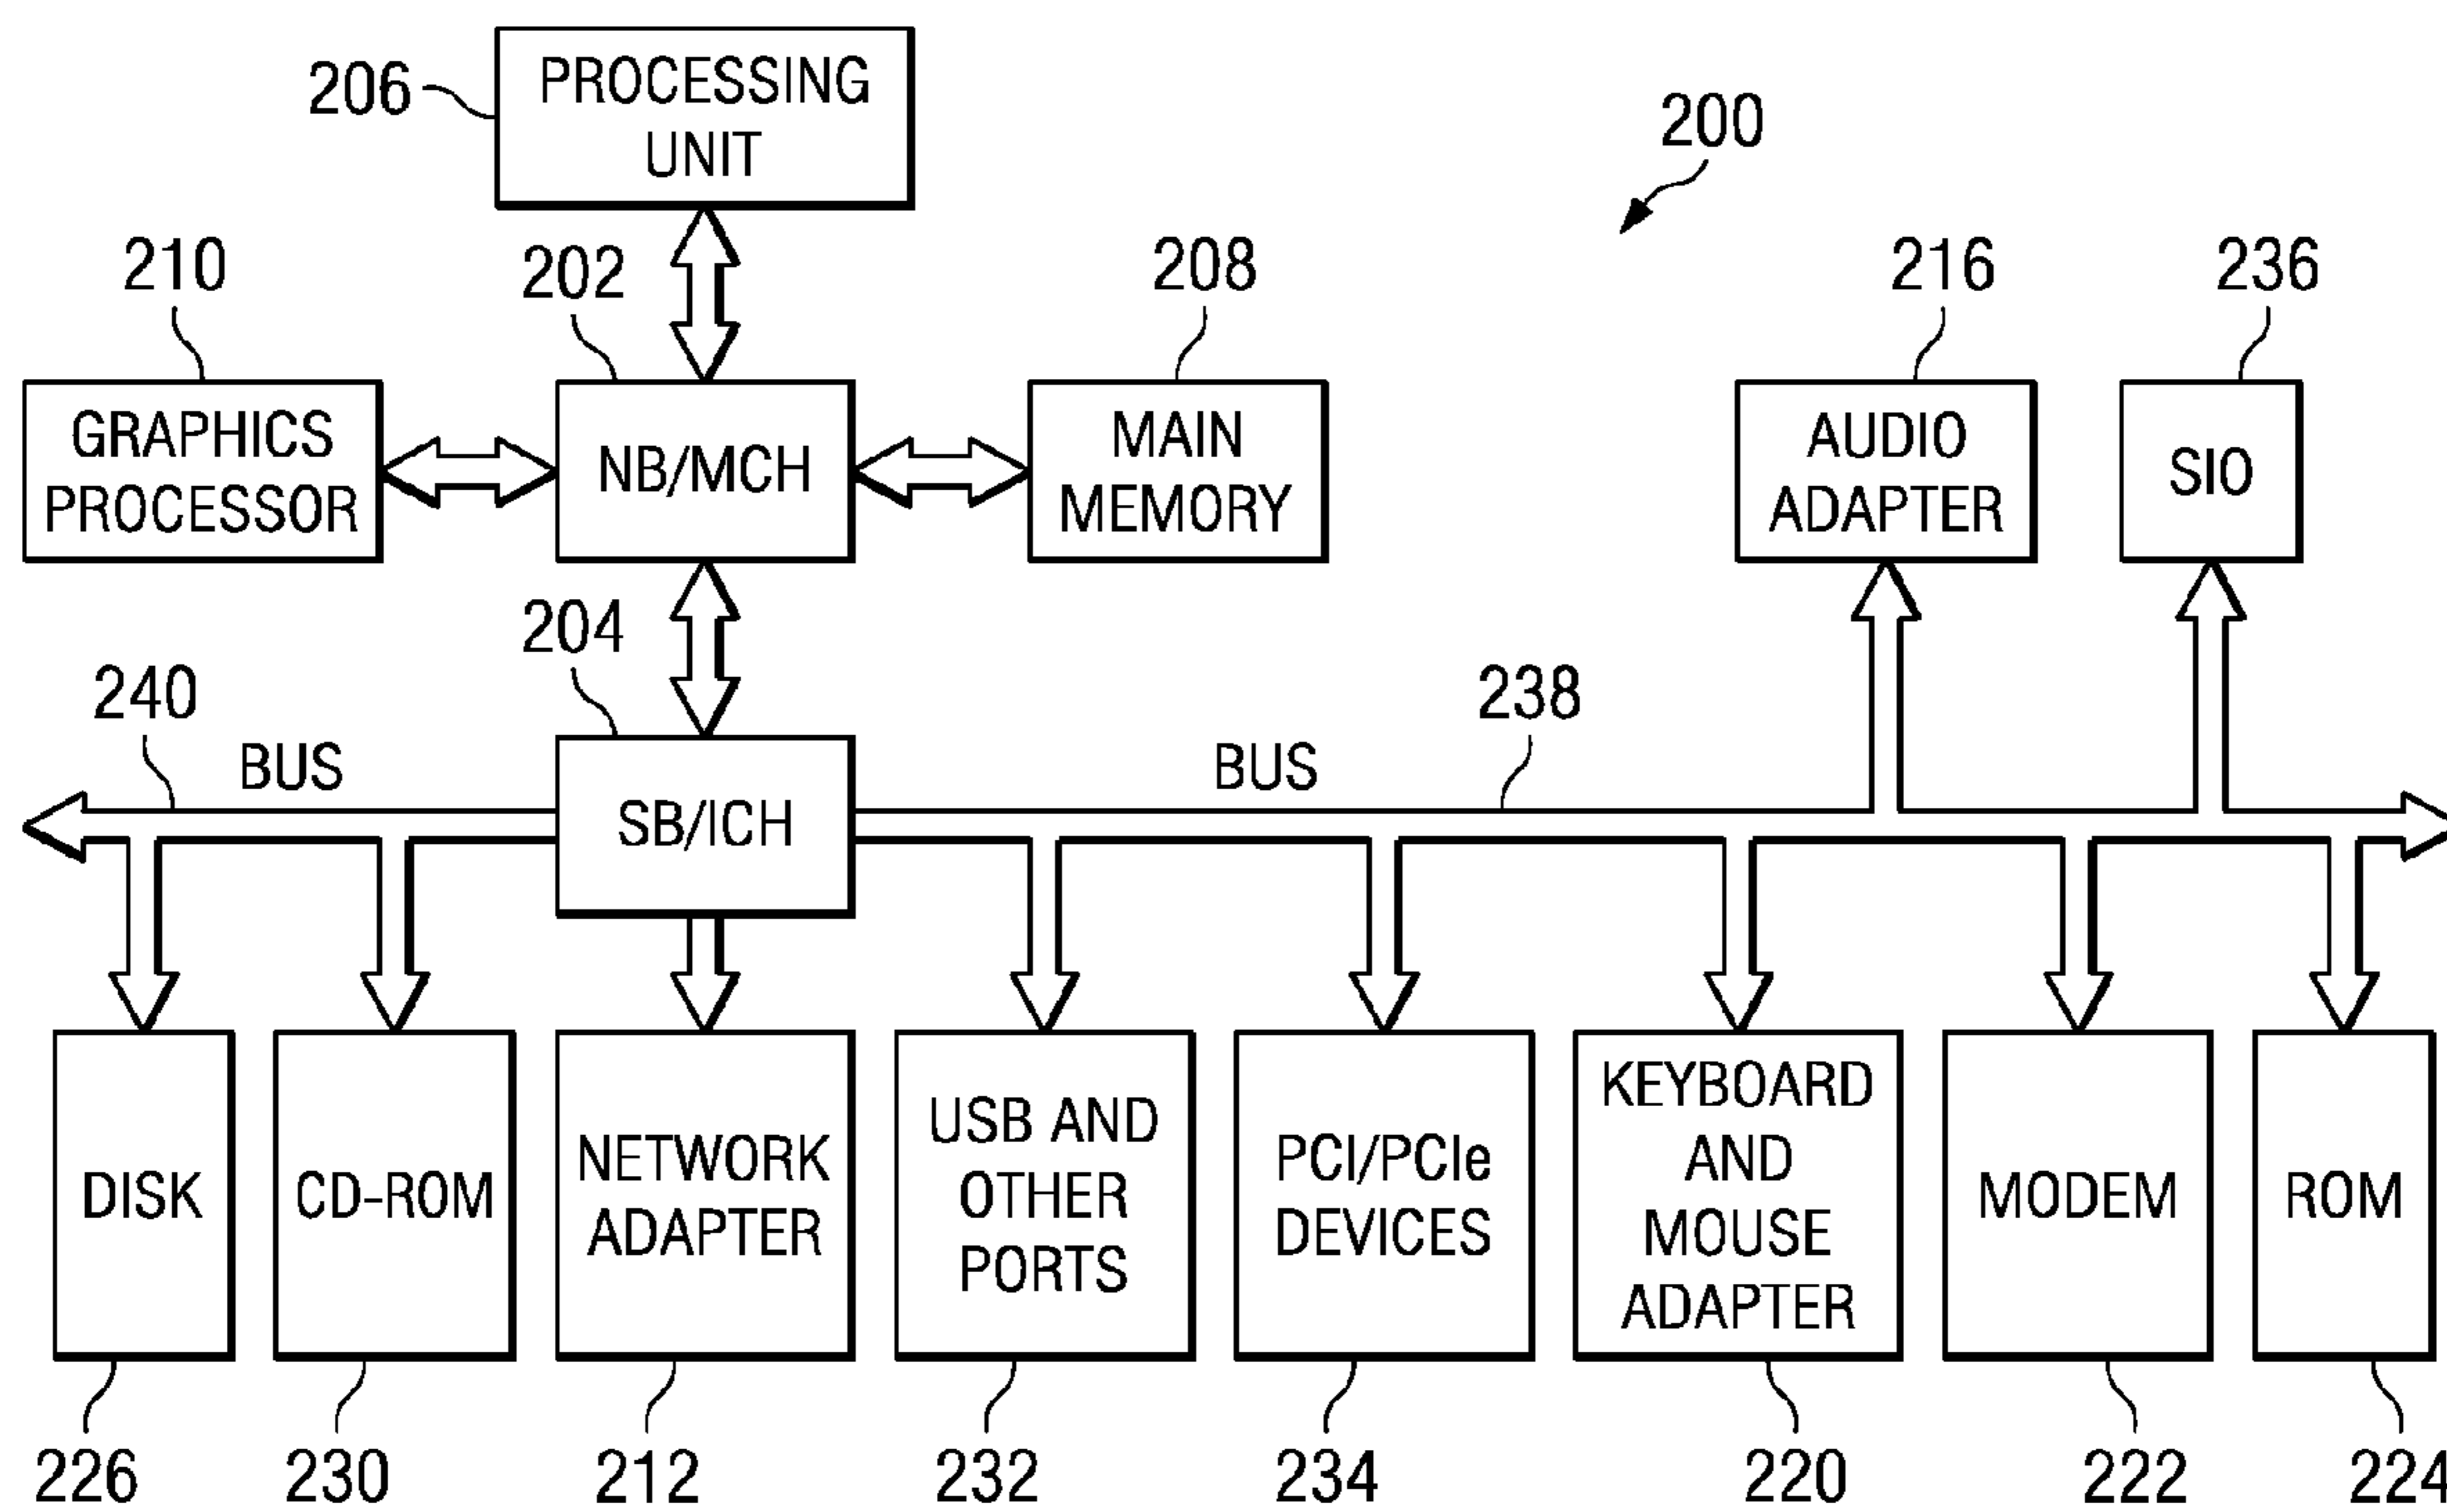 206
PROCESSING
UNIT
200
210
202
208
216
236
GRAPHICS
PROCESSOR
NB/MCH
MAIN
MEMORY
AUDIO
ADAPTER
SIO
204
240
BUS
SB/ICH
BUS
238
DISK
CD-ROM
NETWORK
ADAPTER
USB AND
OTHER
PORTS
PCI/PCIe
DEVICES
KEYBOARD
AND
MOUSE
ADAPTER
MODEM
ROM
226
230
212
232
234
220
222
224